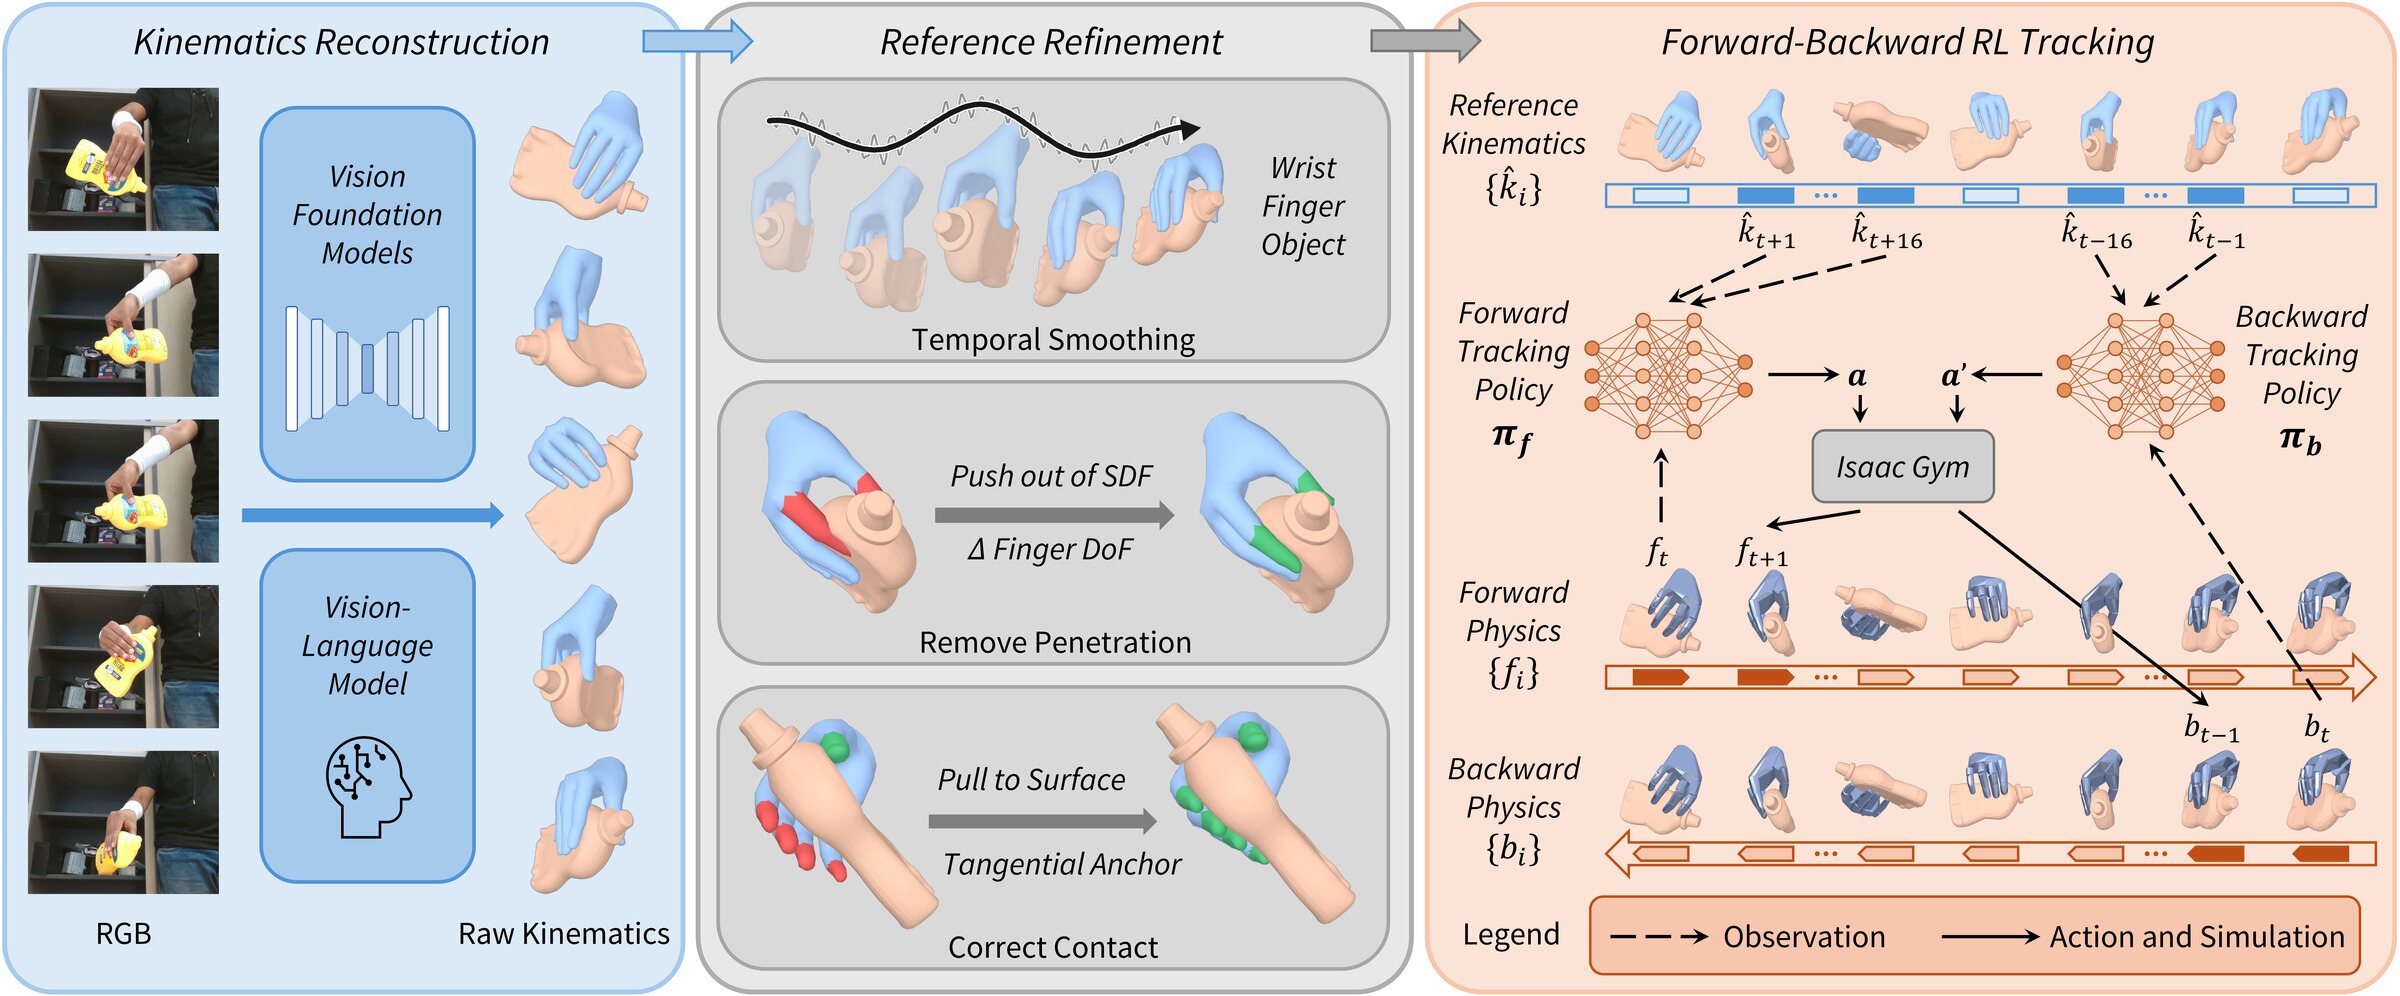 Kinematics Reconstruction
Vision
Foundation
Models
Vision-
Language
Model
RGB
Raw Kinematics
Reference Refinement
Wrist
Finger
Object
Temporal Smoothing
Push out of SDF
Δ Finger DoF
Remove Penetration
Pull to Surface
Tangential Anchor
Correct Contact
Forward-Backward RL Tracking
Reference
Kinematics
{k̂ᵢ}
...
...
k̂ₜ₊₁
k̂ₜ₊₁₆
k̂ₜ₋₁₆
k̂ₜ₋₁
Forward
Tracking
Policy
π_f
a
a’
Backward
Tracking
Policy
π_b
Isaac Gym
fₜ
fₜ₊₁
Forward
Physics
{fᵢ}
...
...
bₜ₋₁
bₜ
Backward
Physics
{bᵢ}
...
...
Legend
Observation
Action and Simulation